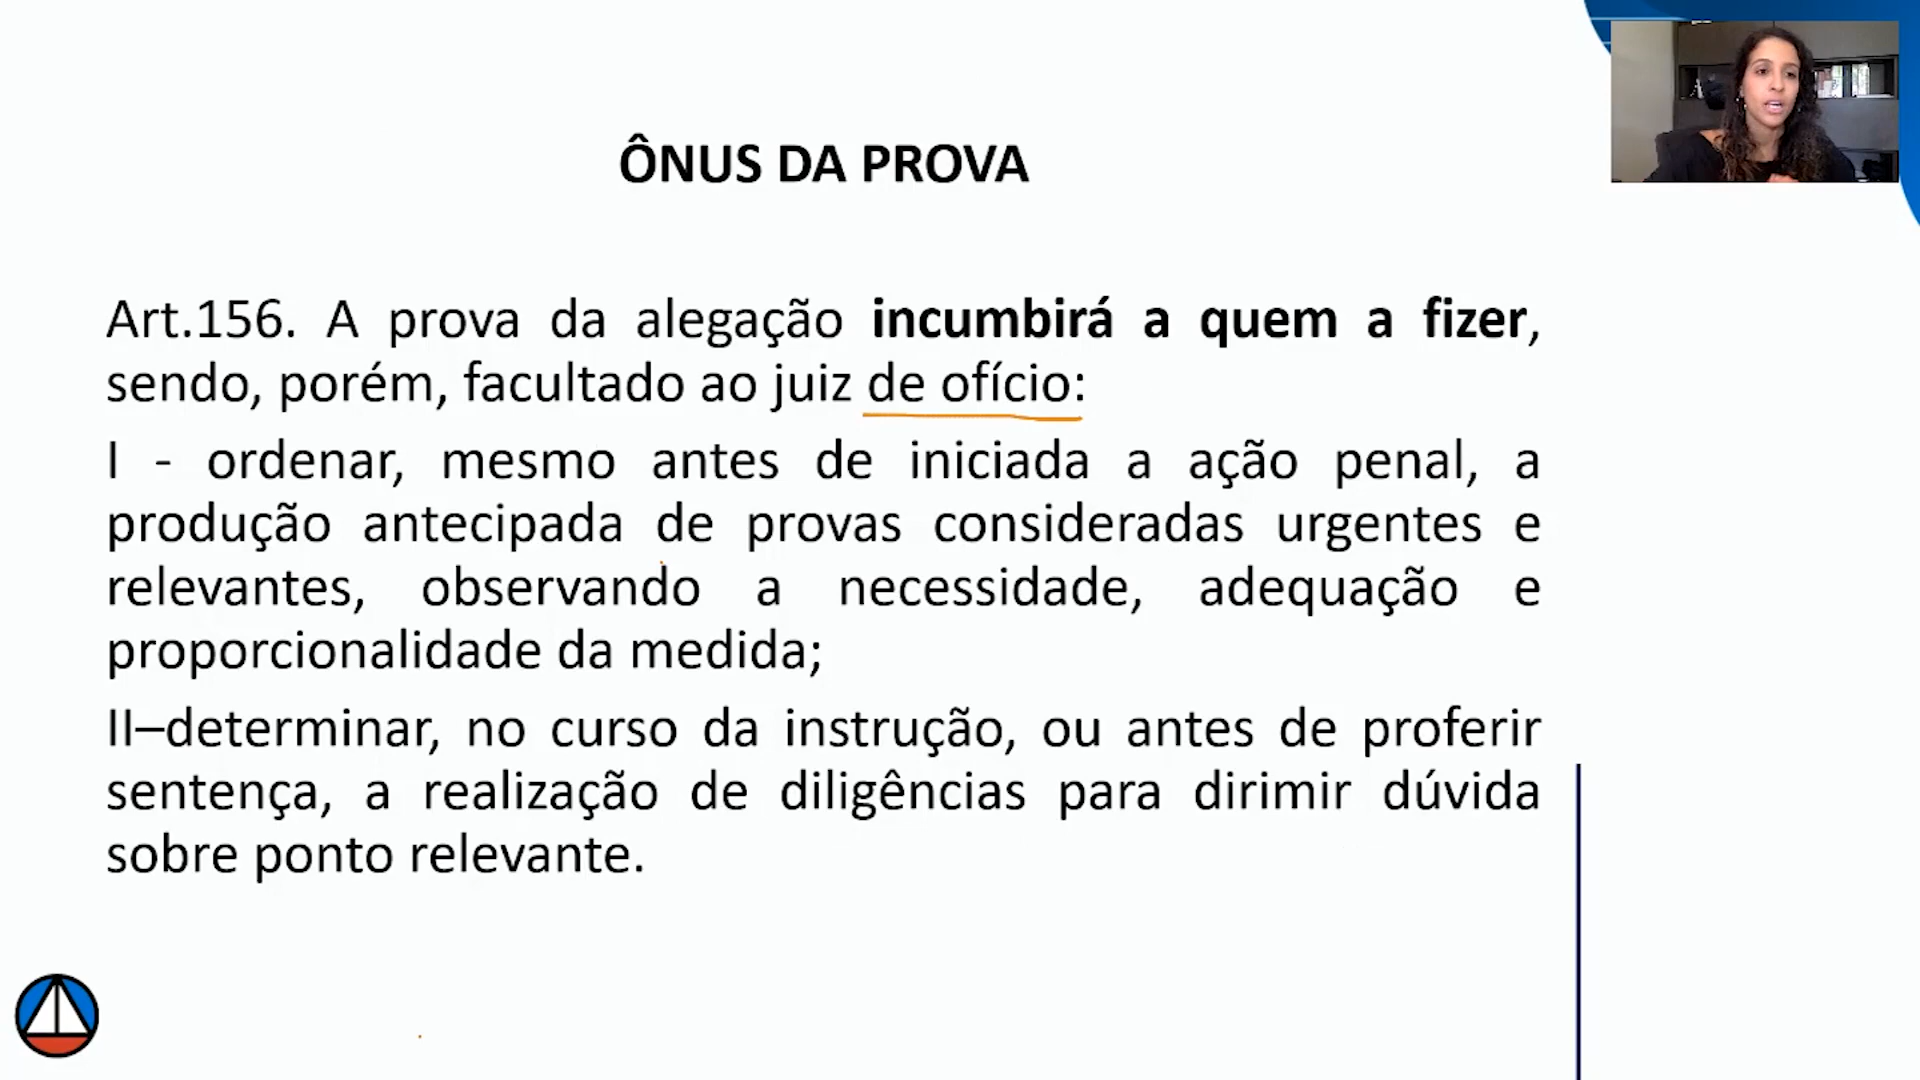 ÔNUS DA PROVA
Art.156. A prova da alegação incumbirá a quem a fizer,
sendo, porém, facultado ao juiz de ofício:
I - ordenar, mesmo antes de iniciada a ação penal, a
produção antecipada de provas consideradas urgentes e
relevantes, observando a necessidade, adequação e
proporcionalidade da medida;
II–determinar, no curso da instrução, ou antes de proferir
sentença, a realização de diligências para dirimir dúvida
sobre ponto relevante.